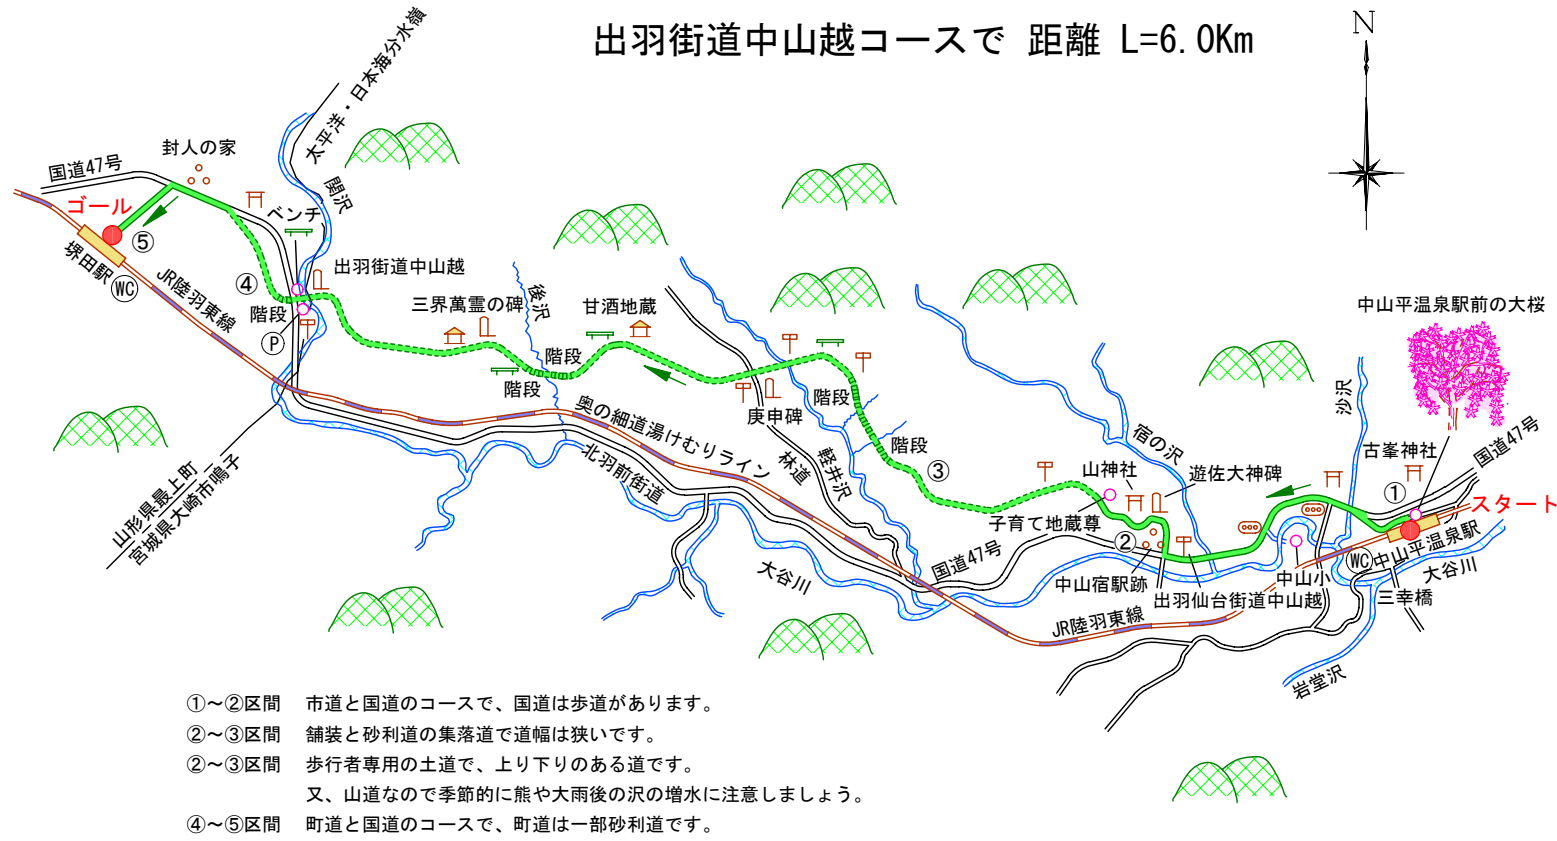 出羽街道中山越コースで 距離 L=6.0Km
N
太平洋・日本海分水嶺
封人の家
国道47号
関沢
ゴール
ベンチ
⑤
堺田駅
WC
JR陸羽東線
④
出羽街道中山越
階段
P
三界萬霊の碑
後沢
甘酒地蔵
階段
階段
中山平温泉駅前の大桜
庚申碑
階段
奥の細道湯けむりライン
林道
軽井沢
階段
③
北羽前街道
宿の沢
沙沢
山神社
遊佐大神碑
古峯神社
国道47号
①
スタート
子育て地蔵尊
②
山形県最上町
宮城県大崎市鳴子
大谷川
国道47号
中山宿駅跡
出羽仙台街道中山越
中山小
WC
中山平温泉駅
大谷川
三幸橋
JR陸羽東線
岩堂沢
①～②区間 市道と国道のコースで、国道は歩道があります。
②～③区間 舗装と砂利道の集落道で道幅は狭いです。
②～③区間 歩行者専用の土道で、上り下りのある道です。
又、山道なので季節的に熊や大雨後の沢の増水に注意しましょう。
④～⑤区間 町道と国道のコースで、町道は一部砂利道です。